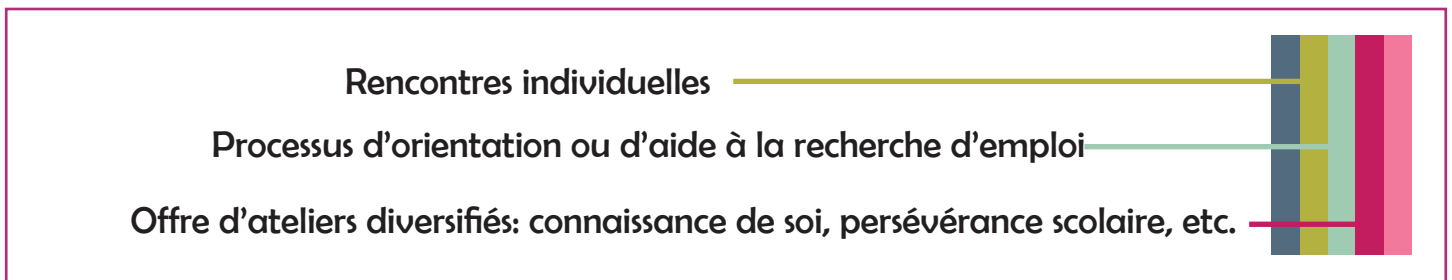 Rencontres individuelles
Processus d'orientation ou d'aide à la recherche d'emploi
Offre d'ateliers diversifiés: connaissance de soi, persévérance scolaire, etc.